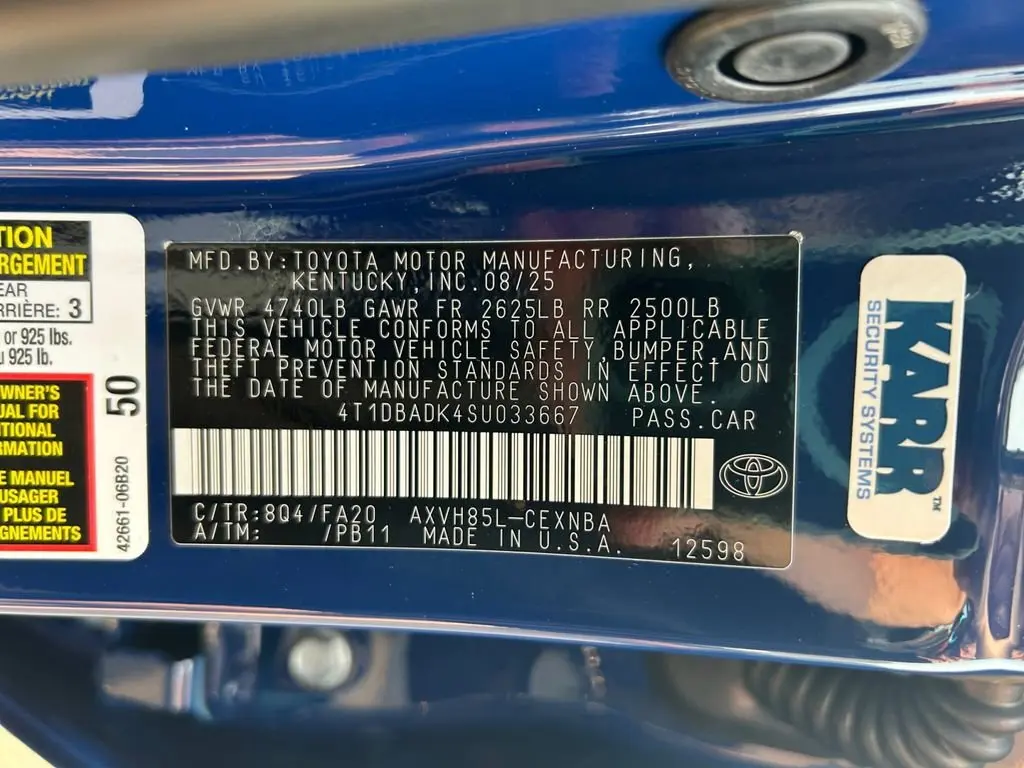 TION
RGEMENT
EAR
RRIÈRE: 3
or 925 lbs.
u 925 lb.
OWNER'S
UAL FOR
ITIONAL
RMATION
E MANUEL
USAGER
PLUS DE
GNEMENTS
50
42661-06B20
MFD.BY:TOYOTA MOTOR MANUFACTURING,
KENTUCKY,INC.08/25
GVWR 4740LB GAWR FR 2625LB RR 2500LB
THIS VEHICLE CONFORMS TO ALL APPLICABLE
FEDERAL MOTOR VEHICLE SAFETY,BUMPER,AND
THEFT PREVENTION STANDARDS IN EFFECT ON
THE DATE OF MANUFACTURE SHOWN ABOVE.
4T1DBADK4SU033667 PASS.CAR
C/TR:8Q4/FA20 AXVH85L-CEXNBA
A/TM: /PB11 MADE IN U.S.A. 12598
KARR™
SECURITY SYSTEMS